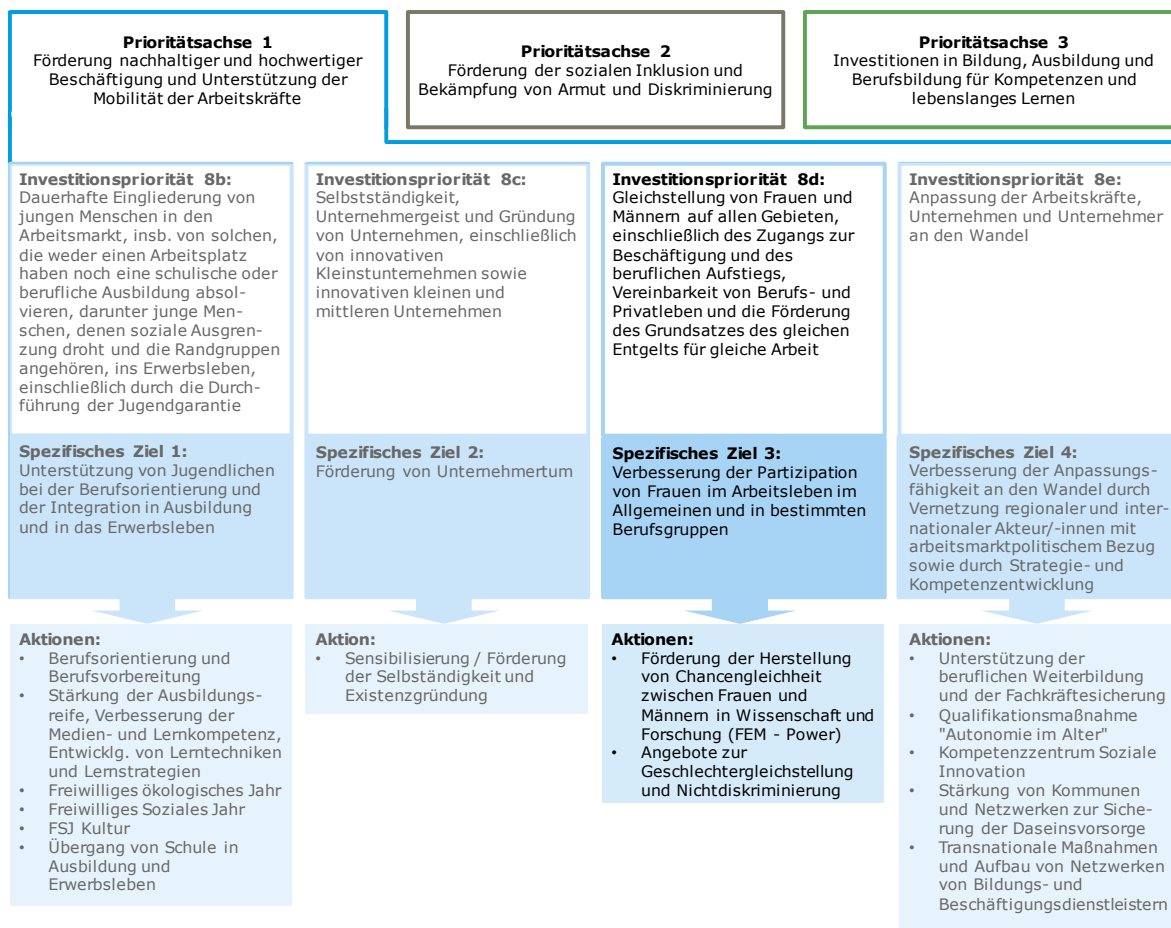 Prioritätsachse 1
Förderung nachhaltiger und hochwertiger
Beschäftigung und Unterstützung der
Mobilität der Arbeitskräfte
Prioritätsachse 2
Förderung der sozialen Inklusion und
Bekämpfung von Armut und Diskriminierung
Prioritätsachse 3
Investitionen in Bildung, Ausbildung und
Berufsbildung für Kompetenzen und
lebenslanges Lernen
Investitionspriorität 8b:
Dauerhafte Eingliederung von
jungen Menschen in den
Arbeitsmarkt, insb. von solchen,
die weder einen Arbeitsplatz
haben noch eine schulische oder
berufliche Ausbildung absol-
vieren, darunter junge Men-
schen, denen soziale Ausgren-
zung droht und die Randgruppen
angehören, ins Erwerbsleben,
einschließlich durch die Durch-
führung der Jugendgarantie
Investitionspriorität 8c:
Selbstständigkeit,
Unternehmergeist und Gründung
von Unternehmen, einschließlich
von innovativen
Kleinstunternehmen sowie
innovativen kleinen und
mittleren Unternehmen
Investitionspriorität 8d:
Gleichstellung von Frauen und
Männern auf allen Gebieten,
einschließlich des Zugangs zur
Beschäftigung und des
beruflichen Aufstiegs,
Vereinbarkeit von Berufs- und
Privatleben und die Förderung
des Grundsatzes des gleichen
Entgelts für gleiche Arbeit
Investitionspriorität 8e:
Anpassung der Arbeitskräfte,
Unternehmen und Unternehmer
an den Wandel
Spezifisches Ziel 1:
Unterstützung von Jugendlichen
bei der Berufsorientierung und
der Integration in Ausbildung
und in das Erwerbsleben
Spezifisches Ziel 2:
Förderung von Unternehmertum
Spezifisches Ziel 3:
Verbesserung der Partizipation
von Frauen im Arbeitsleben im
Allgemeinen und in bestimmten
Berufsgruppen
Spezifisches Ziel 4:
Verbesserung der Anpassungs-
fähigkeit an den Wandel durch
Vernetzung regionaler und inter-
nationaler Akteur/-innen mit
arbeitsmarktpolitischem Bezug
sowie durch Strategie- und
Kompetenzentwicklung
Aktionen:
• Berufsorientierung und
Berufsvorbereitung
• Stärkung der Ausbildungs-
reife, Verbesserung der
Medien- und Lernkompetenz,
Entwicklg. von Lerntechniken
und Lernstrategien
• Freiwilliges ökologisches Jahr
• Freiwilliges Soziales Jahr
• FSJ Kultur
• Übergang von Schule in
Ausbildung und
Erwerbsleben
Aktion:
• Sensibilisierung / Förderung
der Selbständigkeit und
Existenzgründung
Aktionen:
• Förderung der Herstellung
von Chancengleichheit
zwischen Frauen und
Männern in Wissenschaft und
Forschung (FEM - Power)
• Angebote zur
Geschlechtergleichstellung
und Nichtdiskriminierung
Aktionen:
• Unterstützung der
beruflichen Weiterbildung
und der Fachkräftesicherung
• Qualifikationsmaßnahme
"Autonomie im Alter"
• Kompetenzzentrum Soziale
Innovation
• Stärkung von Kommunen
und Netzwerken zur Siche-
rung der Daseinsvorsorge
• Transnationale Maßnahmen
und Aufbau von Netzwerken
von Bildungs- und
Beschäftigungsdienstleistern